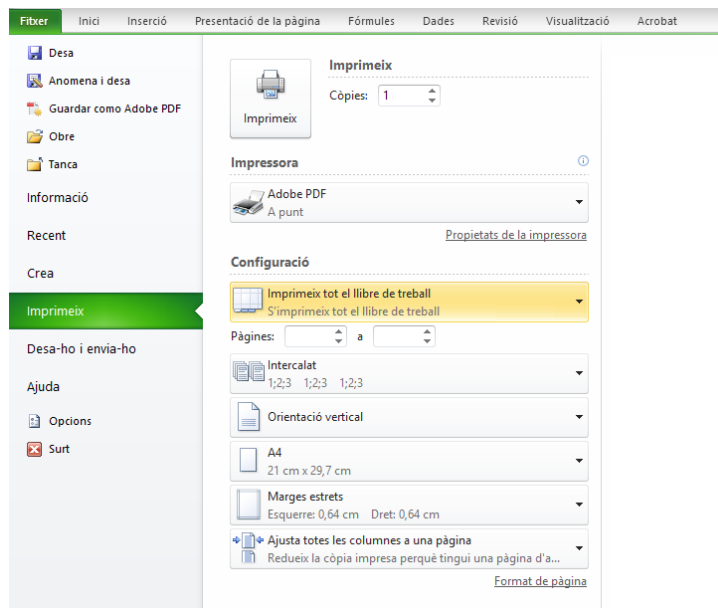 Fitxer Inici Inserció Presentació de la pàgina Fórmules Dades Revisió Visualització Acrobat
Desa
Anomena i desa
Guardar como Adobe PDF
Obre
Tanca
Informació
Recent
Crea
Imprimeix
Desa-ho i envia-ho
Ajuda
Opcions
Surt
Imprimeix
Imprimeix
Còpies: 1
Impressora
Adobe PDF
A punt
Propietats de la impressora
Configuració
Imprimeix tot el llibre de treball
S'imprimeix tot el llibre de treball
Pàgines: a
Intercalat
1;2;3 1;2;3 1;2;3
Orientació vertical
A4
21 cm x 29,7 cm
Marges estrets
Esquerre: 0,64 cm Dret: 0,64 cm
Ajusta totes les columnes a una pàgina
Redueix la còpia impresa perquè tingui una pàgina d'a...
Format de pàgina